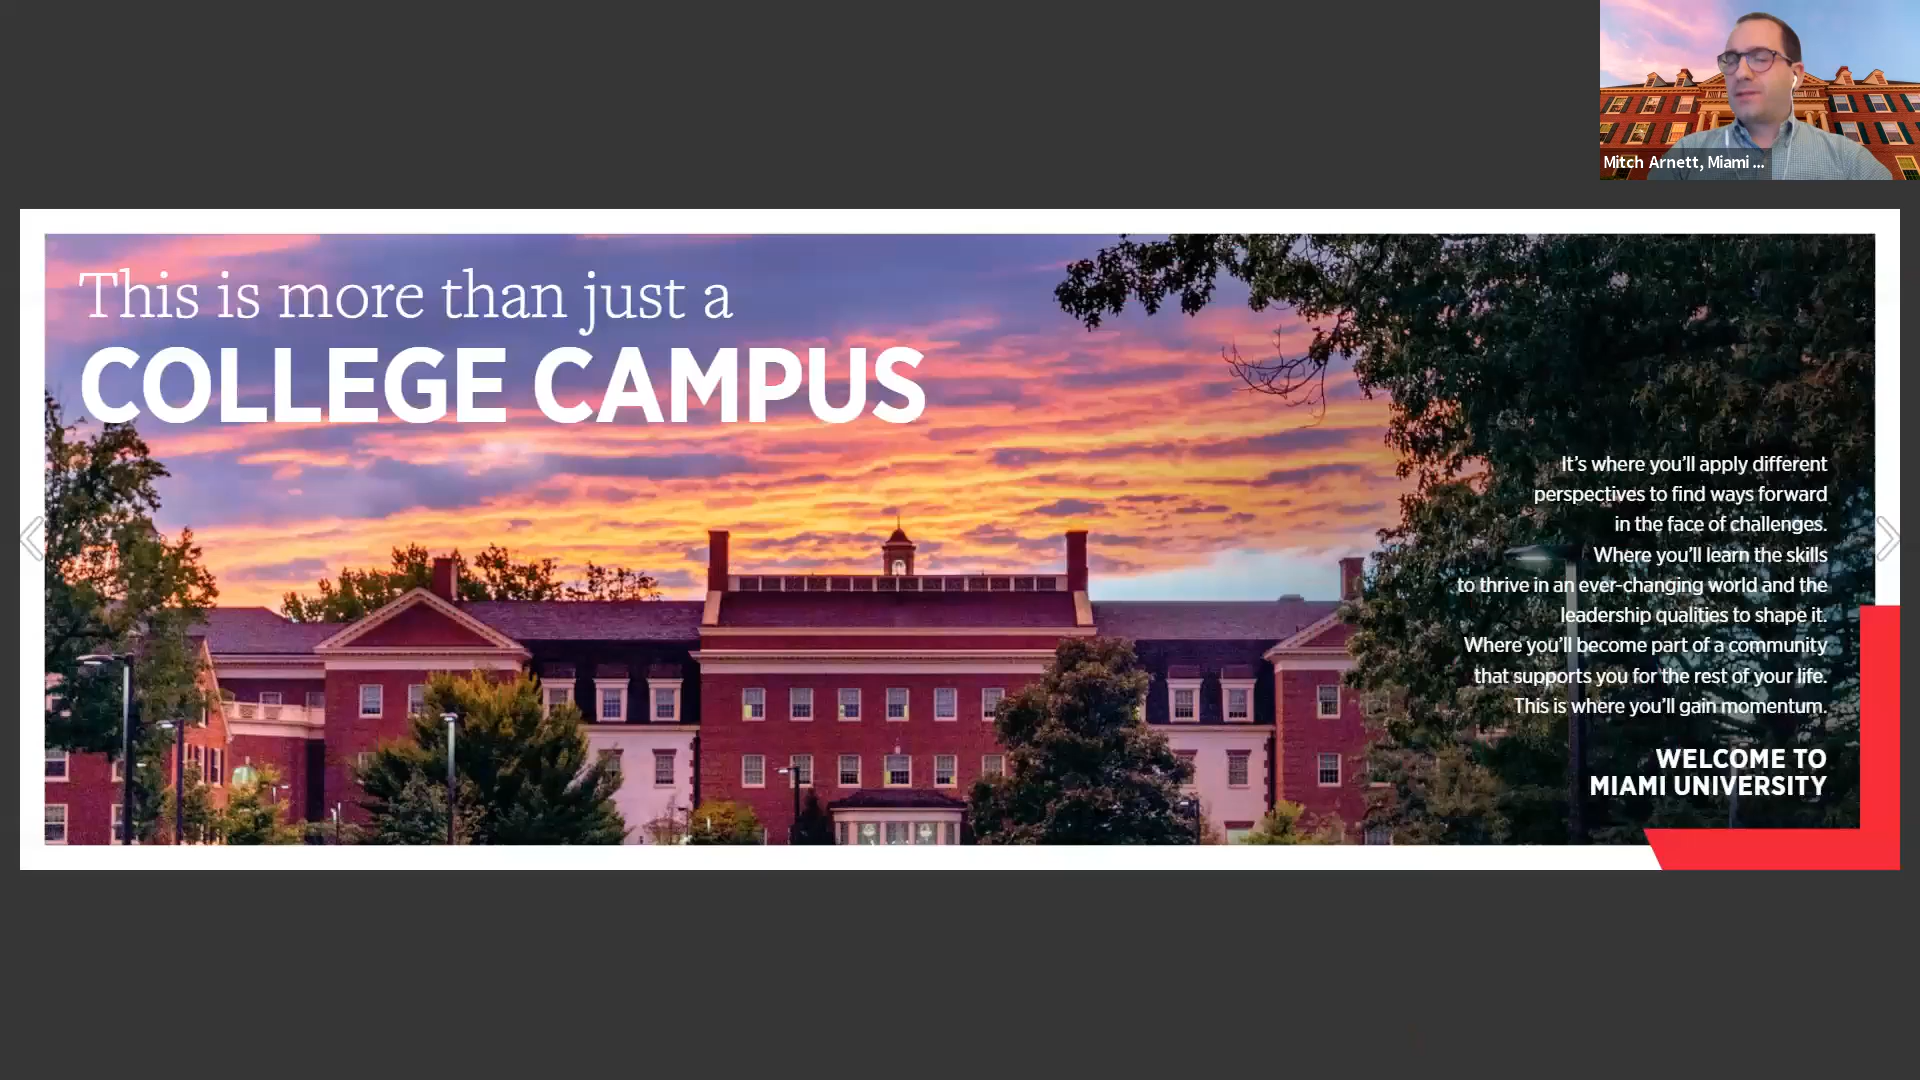 Mitch Arnett, Miami ...
This is more than just a
COLLEGE CAMPUS
It’s where you’ll apply different
perspectives to find ways forward
in the face of challenges.
Where you’ll learn the skills
to thrive in an ever-changing world and the
leadership qualities to shape it.
Where you’ll become part of a community
that supports you for the rest of your life.
This is where you’ll gain momentum.
WELCOME TO
MIAMI UNIVERSITY